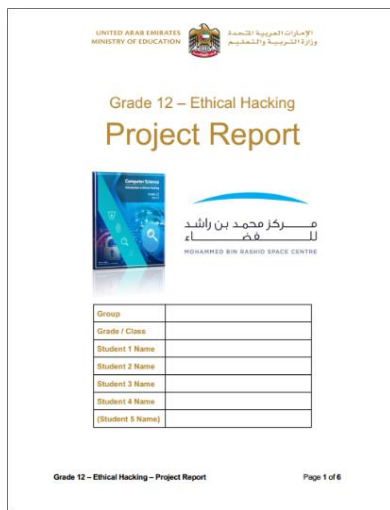 UNITED ARAB EMIRATES
MINISTRY OF EDUCATION
الإمارات العربية المتحدة
وزارة التربية والتعليم
Grade 12 – Ethical Hacking
Project Report
Computer Science
مركز محمد بن راشد
للفضاء
MOHAMMED BIN RASHID SPACE CENTRE
Group
Grade / Class
Student 1 Name
Student 2 Name
Student 3 Name
Student 4 Name
(Student 5 Name)
Grade 12 – Ethical Hacking – Project Report
Page 1 of 6